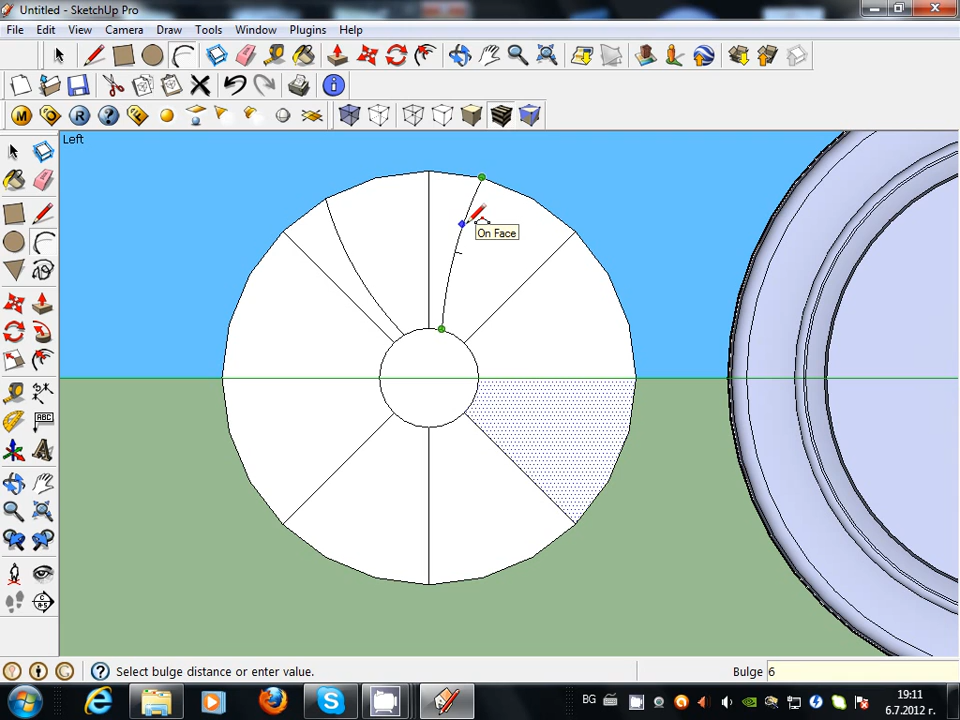 Untitled - SketchUp Pro
File Edit View Camera Draw Tools Window Plugins Help
M O R ?
Left
On Face
ABC
Select bulge distance or enter value.
Bulge 6
BG
19:11
6.7.2012 г.